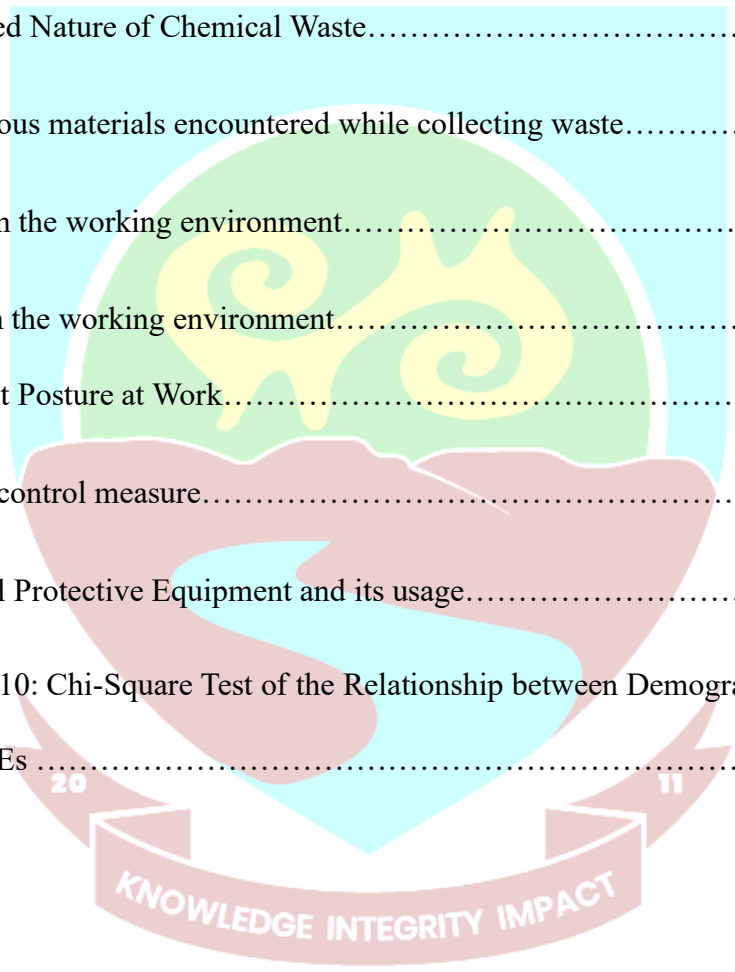 ed Nature of Chemical Waste…………………………………
ous materials encountered while collecting waste…………
n the working environment……………………………………
n the working environment……………………………………
t Posture at Work………………………………………………
control measure…………………………………………………
l Protective Equipment and its usage…………………………
10: Chi-Square Test of the Relationship between Demogra
Es …………………………………………………………………
20 11
KNOWLEDGE INTEGRITY IMPACT